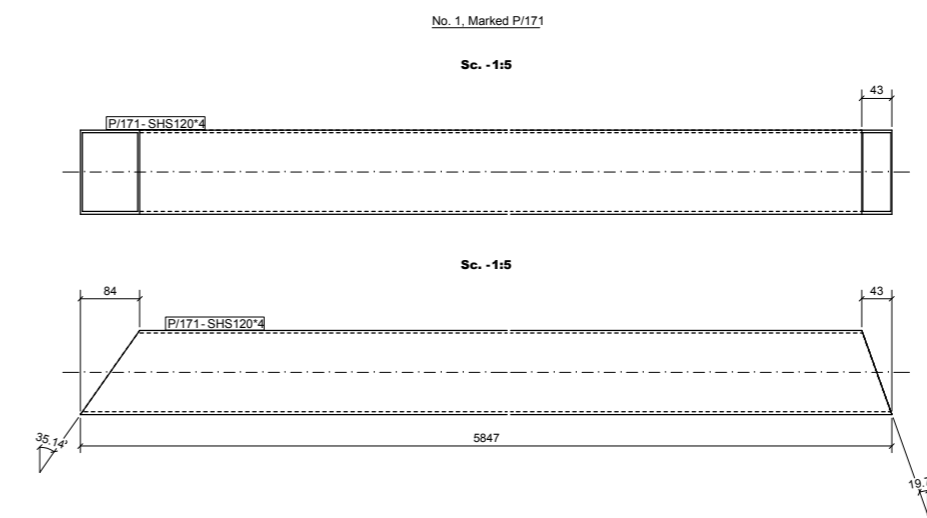 No. 1, Marked P/171
Sc. -1:5
43
P/171- SHS120*4
Sc. -1:5
84
43
P/171- SHS120*4
35.14°
5847